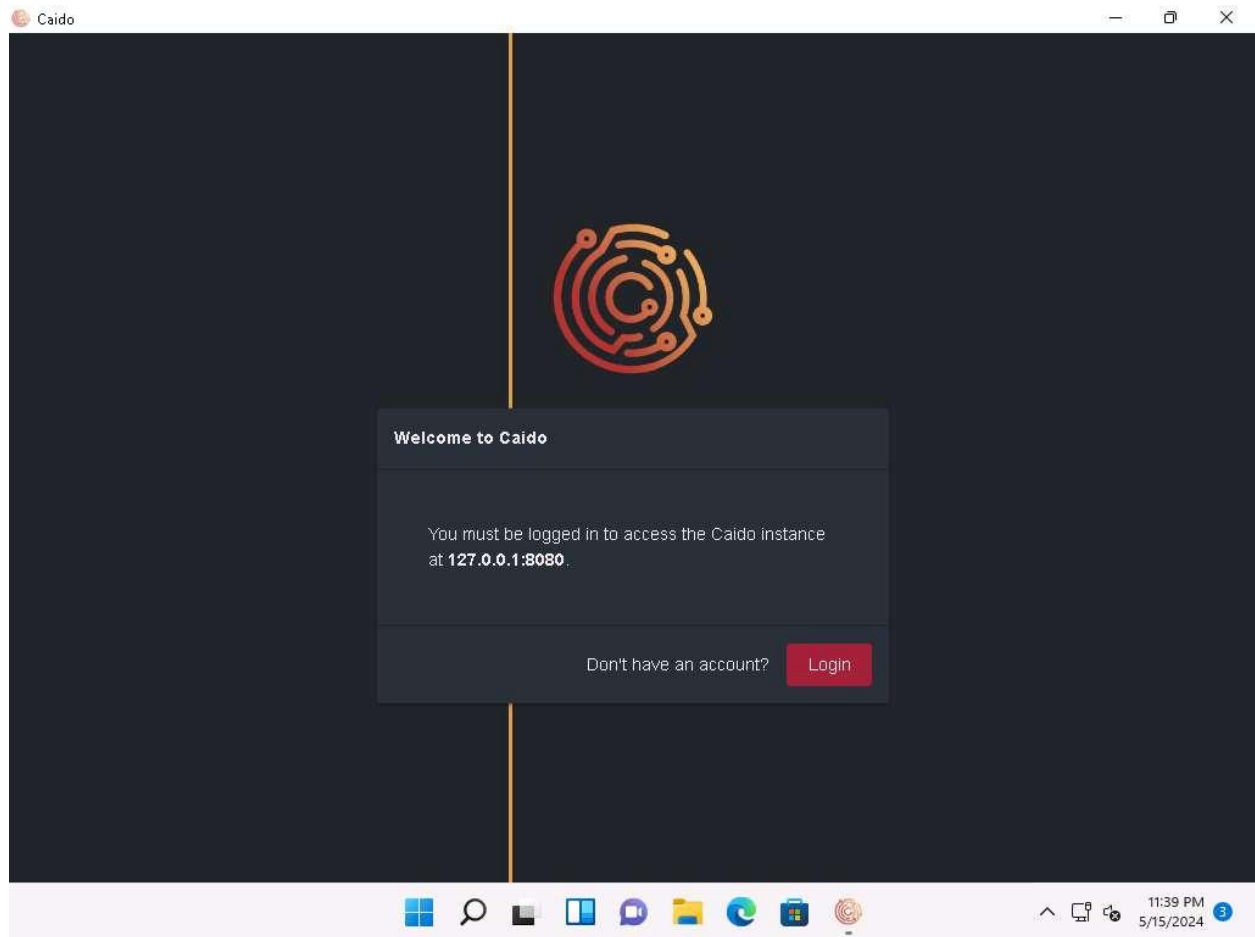 Caido
Welcome to Caido
You must be logged in to access the Caido instance
at 127.0.0.1:8080.
Don't have an account?
Login
11:39 PM
5/15/2024
3